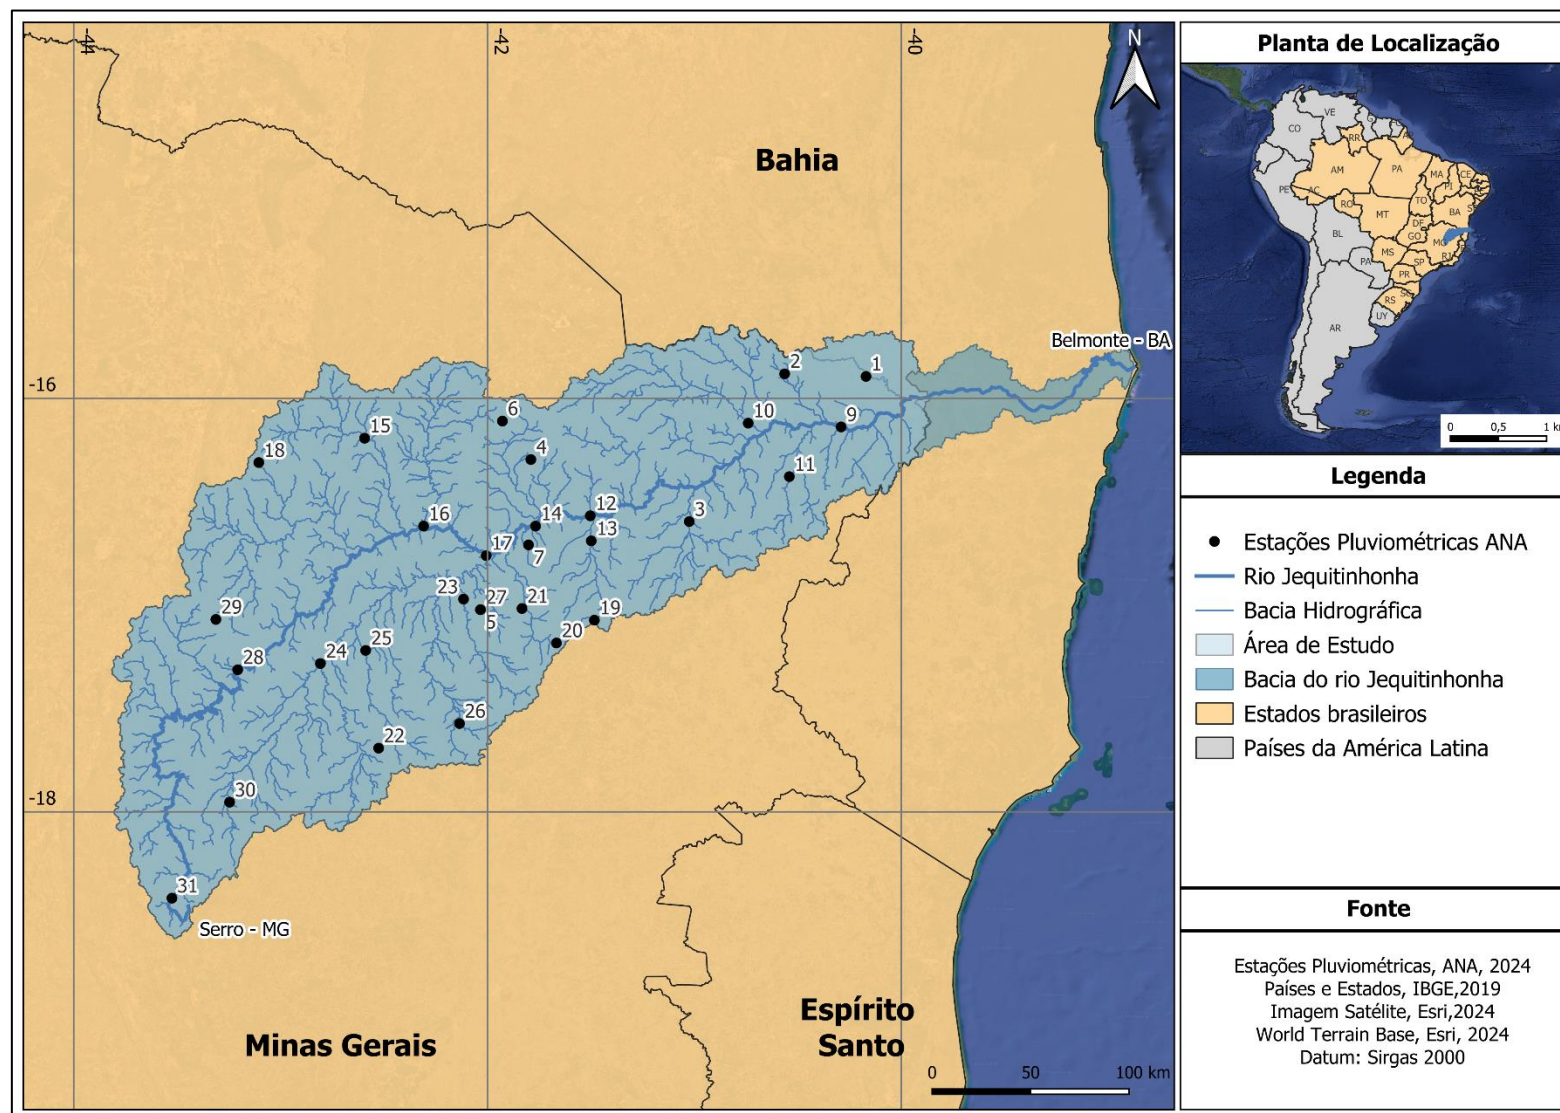 -44
-42
-40
N
Bahia
Belmonte - BA
-16
2
1
6
10
9
15
4
18
11
12
3
16
14
13
17
7
23
27
21
5
19
29
20
25
24
28
26
22
-18
30
31
Serro - MG
Minas Gerais
Espírito
Santo
0 50 100 km
Planta de Localização
VE
CO
RR
AM
PA
MA
CE
PI
PE
AC
RO
TO
BA
MT
DF
GO
BL
MG
MS
SP
RJ
PA
PR
SC
RS
UY
AR
0 0,5 1 k
Legenda
Estações Pluviométricas ANA
Rio Jequitinhonha
Bacia Hidrográfica
Área de Estudo
Bacia do rio Jequitinhonha
Estados brasileiros
Países da América Latina
Fonte
Estações Pluviométricas, ANA, 2024
Países e Estados, IBGE,2019
Imagem Satélite, Esri,2024
World Terrain Base, Esri, 2024
Datum: Sirgas 2000